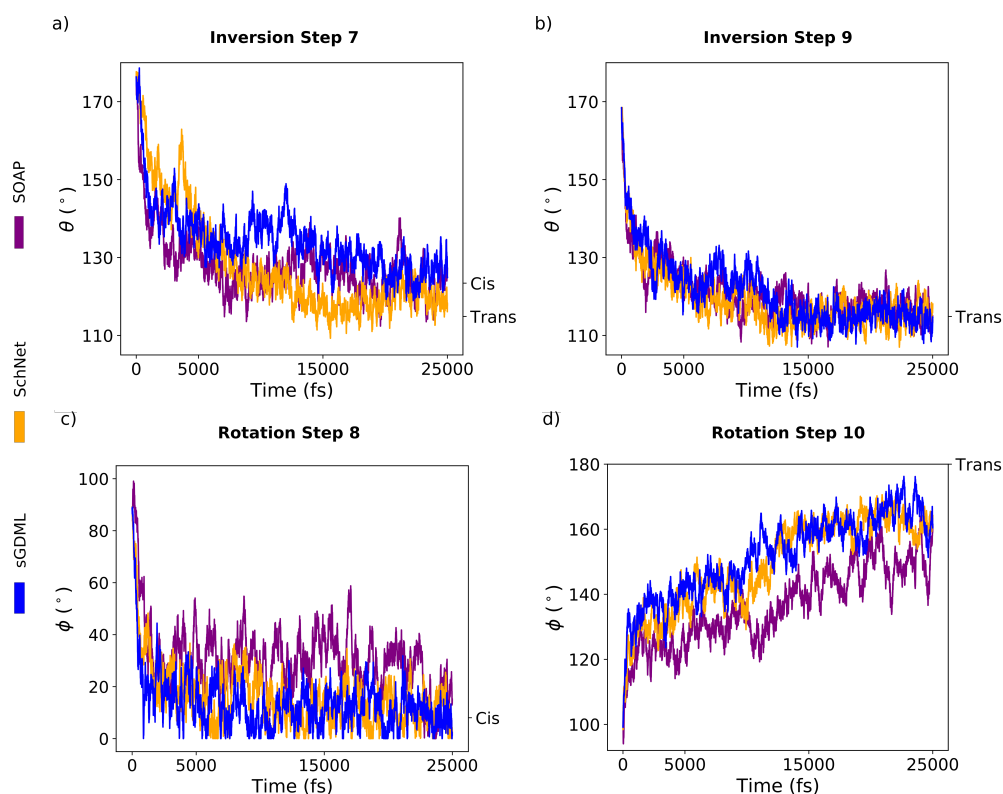 a)
Inversion Step 7
170
150
130
110
θ (°)
0 5000 15000 25000
Time (fs)
Cis
Trans
b)
Inversion Step 9
170
150
130
110
θ (°)
0 5000 15000 25000
Time (fs)
Trans
SOAP
SchNet
sGDML
c)
Rotation Step 8
100
80
60
40
20
0
ϕ (°)
0 5000 15000 25000
Time (fs)
Cis
d)
Rotation Step 10
180
160
140
120
100
ϕ (°)
0 5000 15000 25000
Time (fs)
Trans